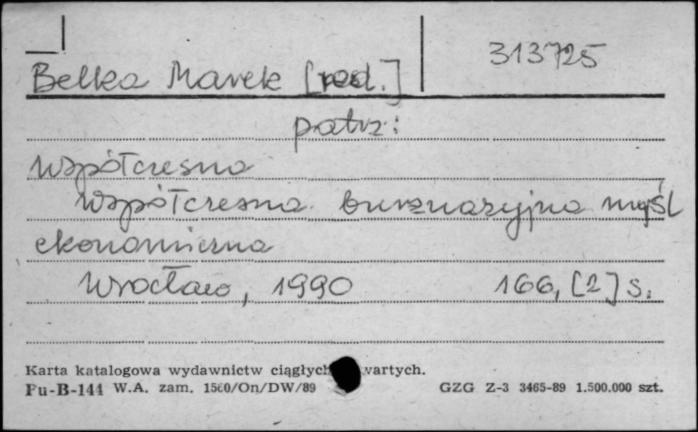 313725
Belka Marek [red.]
patrz:
Współczesna
Współczesna burżuazyjna myśl
ekonomiczna
Wrocław, 1990 166, [2] s.
Karta katalogowa wydawnictw ciągłych wartych.
Pu-B-144 W.A. zam. 1560/On/DW/89 GZG Z-3 3465-89 1.500.000 szt.